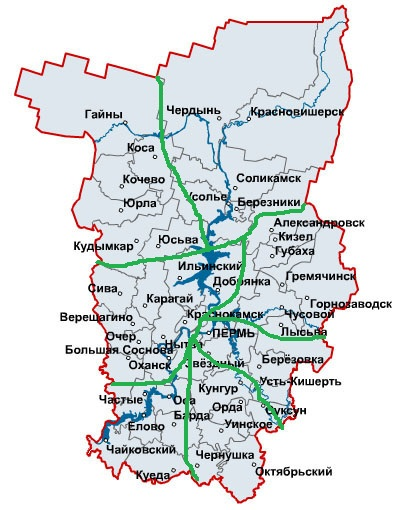 Гайны
Чердынь
Красновишерск
Коса
Кочево
Соликамск
Усолье
Юрла
Березники
Александровск
Кудымкар
Юсьва
Кизел
Губаха
Ильинский
Гремячинск
Сива
Добрянка
Карагай
Горнозаводск
Верещагино
Краснокамск
Чусовой
Очер
ПЕРМЬ
Лысьва
Большая Соснова
Нытва
Оханск
Звёздный
Берёзовка
Частые
Кунгур
Усть-Кишерть
Оса
Орда
Суксун
Елово
Барда
Уинское
Чайковский
Чернушка
Куеда
Октябрьский